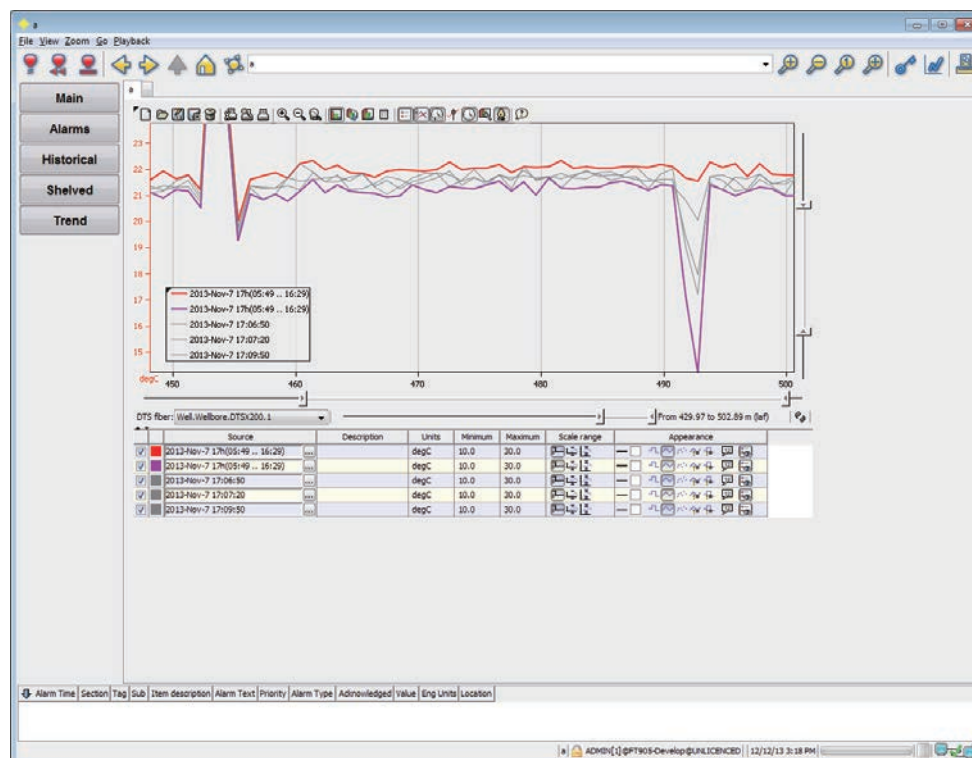 a
File View Zoom Go Playback
a
a
Main
Alarms
Historical
Shelved
Trend
23
22
21
20
19
18
17
16
15
degC
450 460 470 480 490 500
2013-Nov-7 17h(05:49 .. 16:29)
2013-Nov-7 17h(05:49 .. 16:29)
2013-Nov-7 17:06:50
2013-Nov-7 17:07:20
2013-Nov-7 17:09:50
DTS fiber: Well.Wellbore.DTSX200.1 From 429.97 to 502.89 m (laf)
Source Description Units Minimum Maximum Scale range Appearance
2013-Nov-7 17h(05:49 .. 16:29) ... degC 10.0 30.0
2013-Nov-7 17h(05:49 .. 16:29) ... degC 10.0 30.0
2013-Nov-7 17:06:50 ... degC 10.0 30.0
2013-Nov-7 17:07:20 ... degC 10.0 30.0
2013-Nov-7 17:09:50 ... degC 10.0 30.0
Alarm Time Section Tag Sub Item description Alarm Text Priority Alarm Type Acknowledged Value Eng Units Location
a ADMIN[1]@FT905-Develop@UNLICENCED 12/12/13 3:18 PM